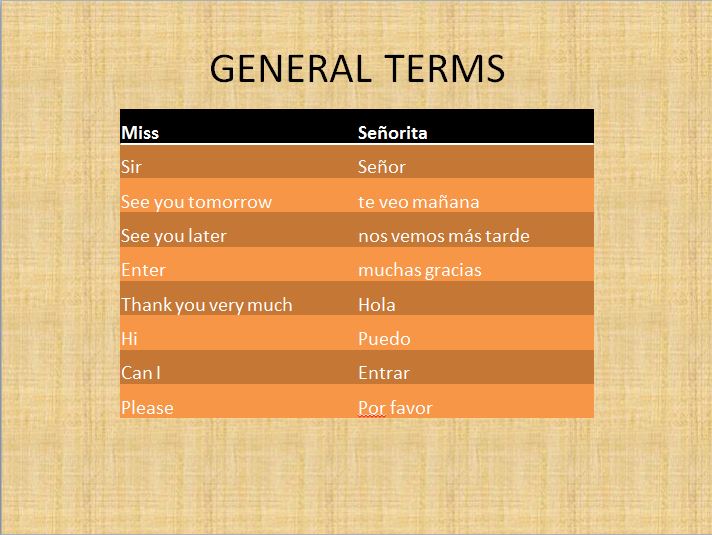 GENERAL TERMS
Miss Señorita
Sir Señor
See you tomorrow te veo mañana
See you later nos vemos más tarde
Enter muchas gracias
Thank you very much Hola
Hi Puedo
Can I Entrar
Please Por favor